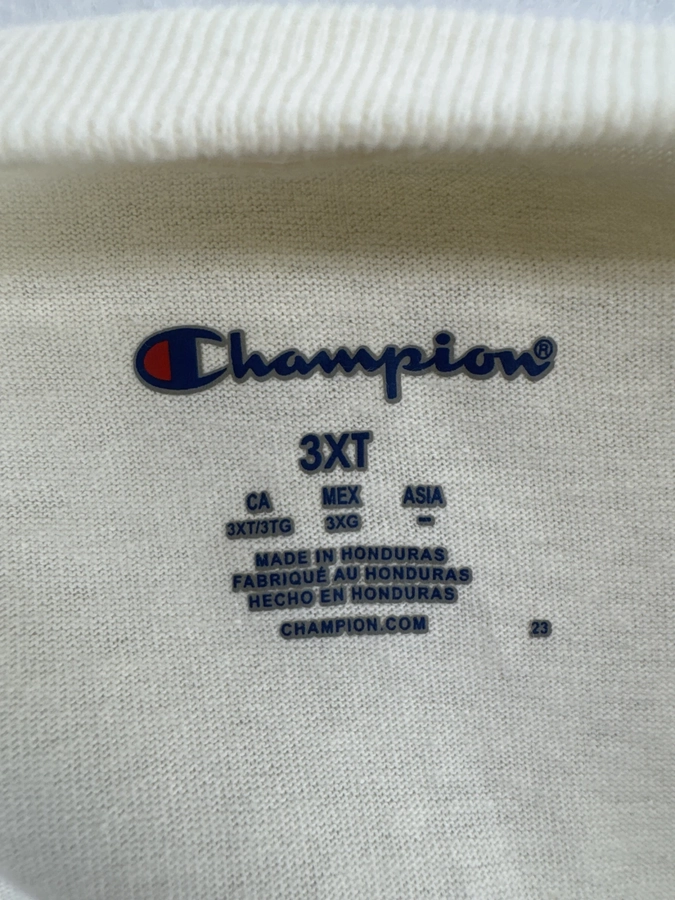 Champion®
3XT
CA MEX ASIA
3XT/3TG 3XG –
MADE IN HONDURAS
FABRIQUÉ AU HONDURAS
HECHO EN HONDURAS
CHAMPION.COM 23